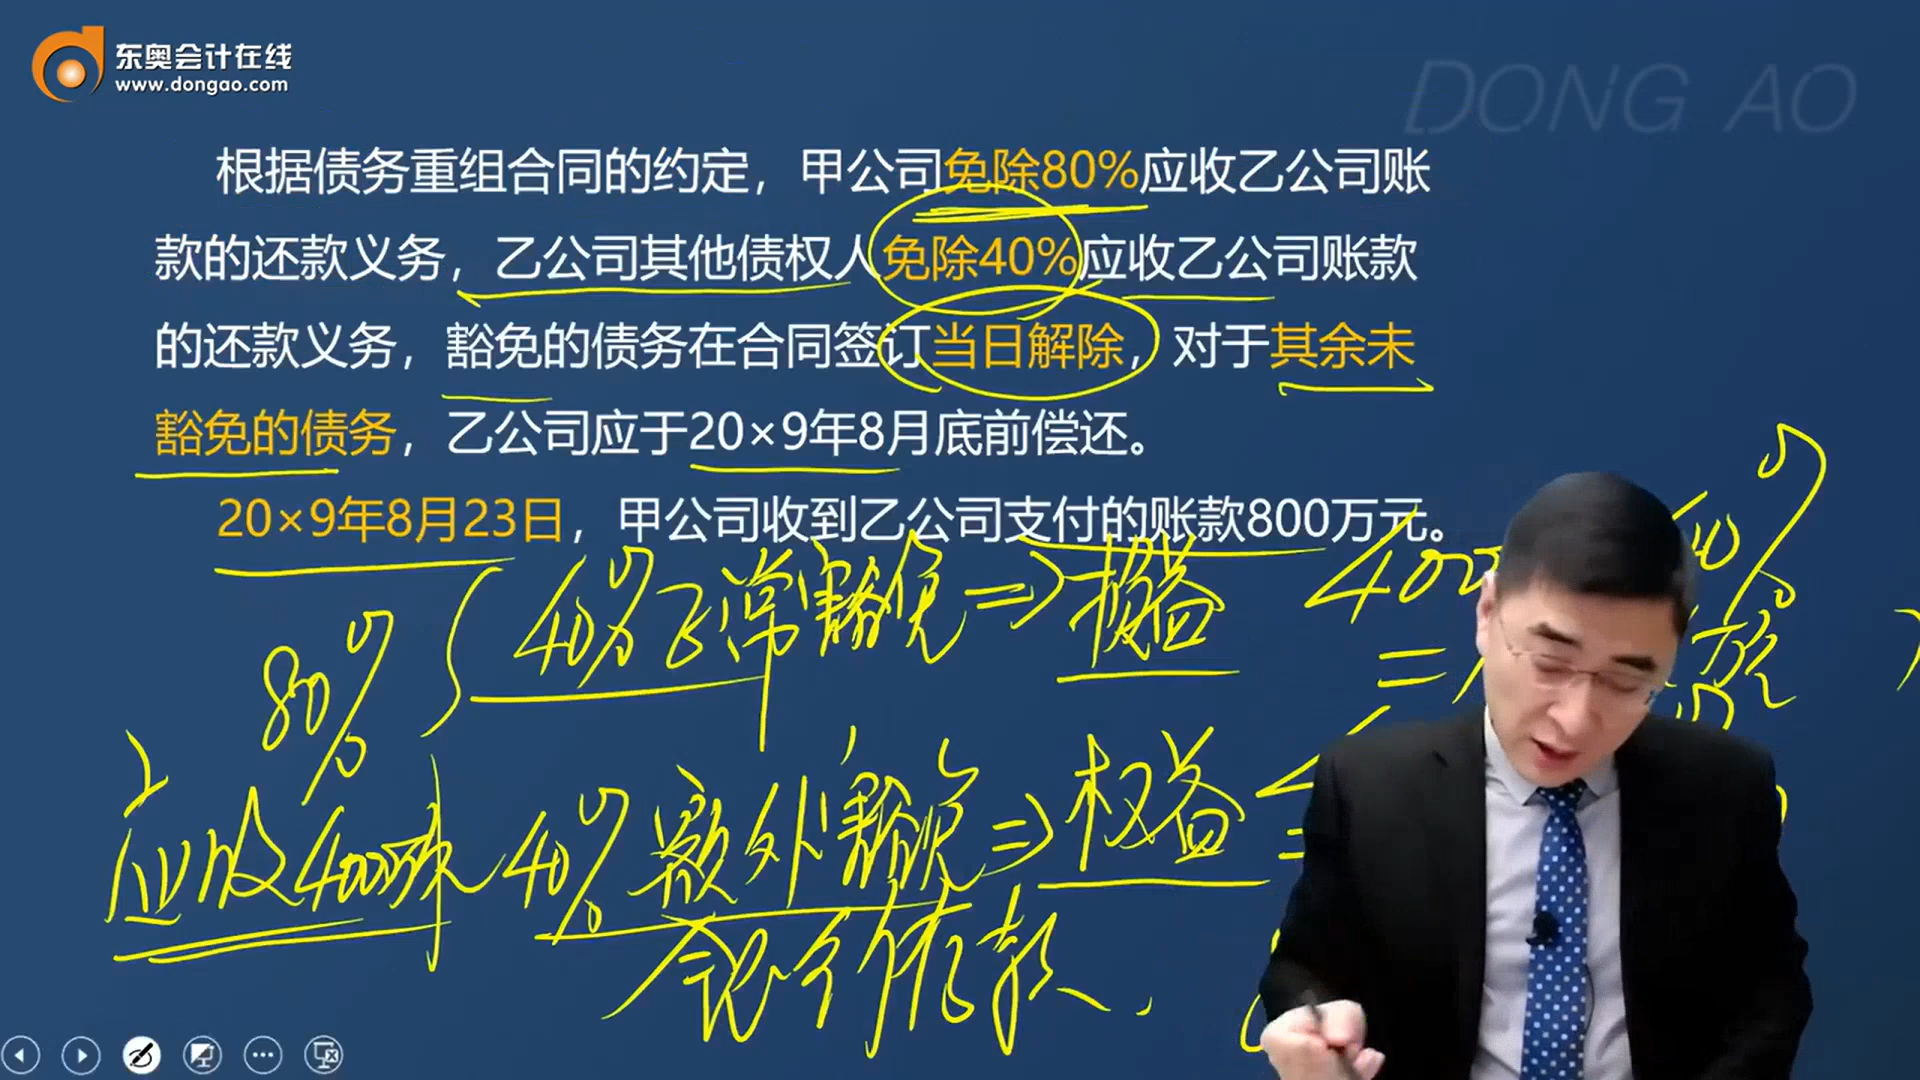 东奥会计在线
www.dongao.com
DONG AO
根据债务重组合同的约定，甲公司免除80%应收乙公司账
款的还款义务，乙公司其他债权人免除40%应收乙公司账款
的还款义务，豁免的债务在合同签订当日解除，对于其余未
豁免的债务，乙公司应于20×9年8月底前偿还。
20×9年8月23日，甲公司收到乙公司支付的账款800万元。
80%
40%正常豁免⇒损益
应收4000万 40%额外豁免⇒权益
银行存款